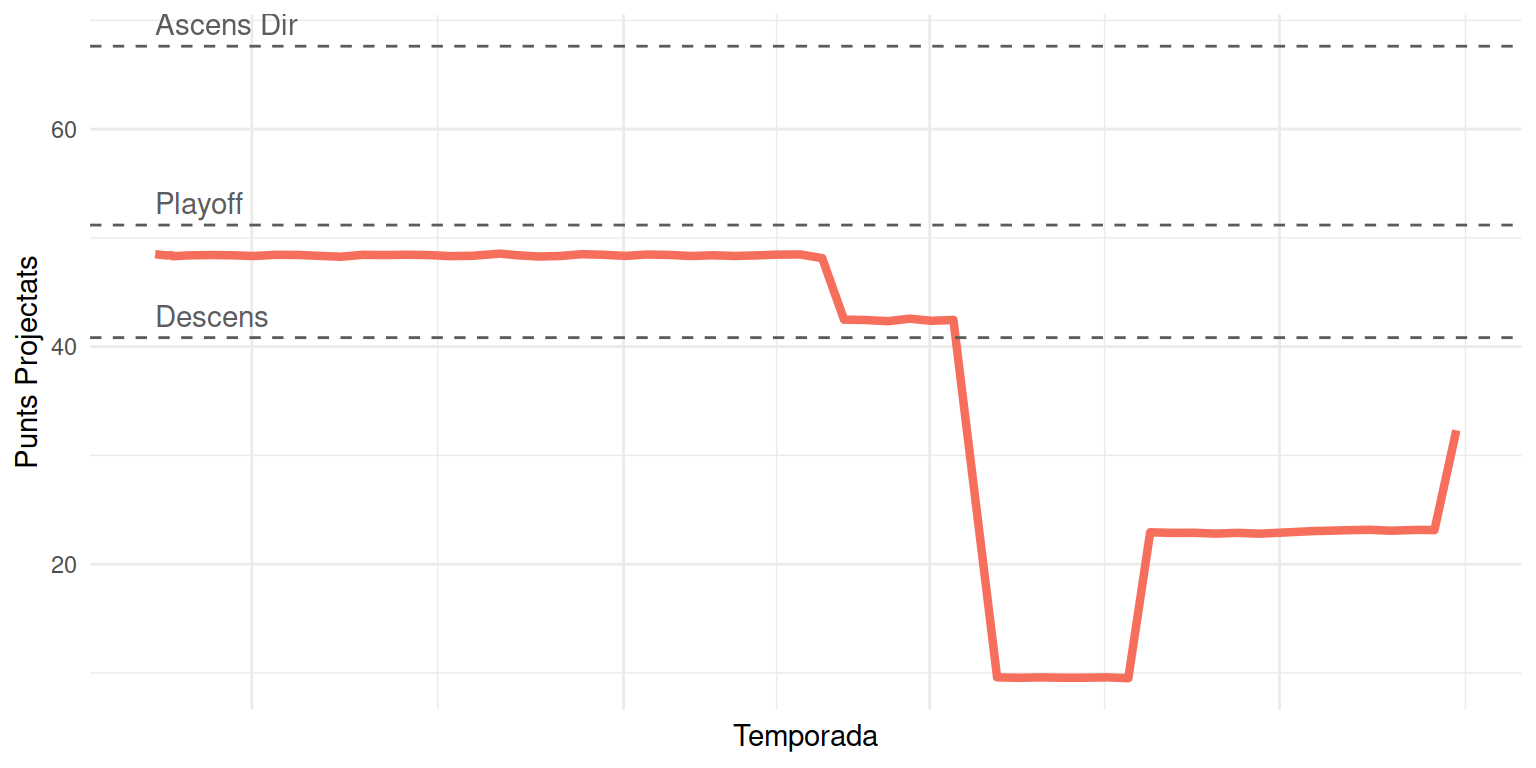 Ascens Dir
60
Playoff
Descens
40
20
Punts Projectats
Temporada